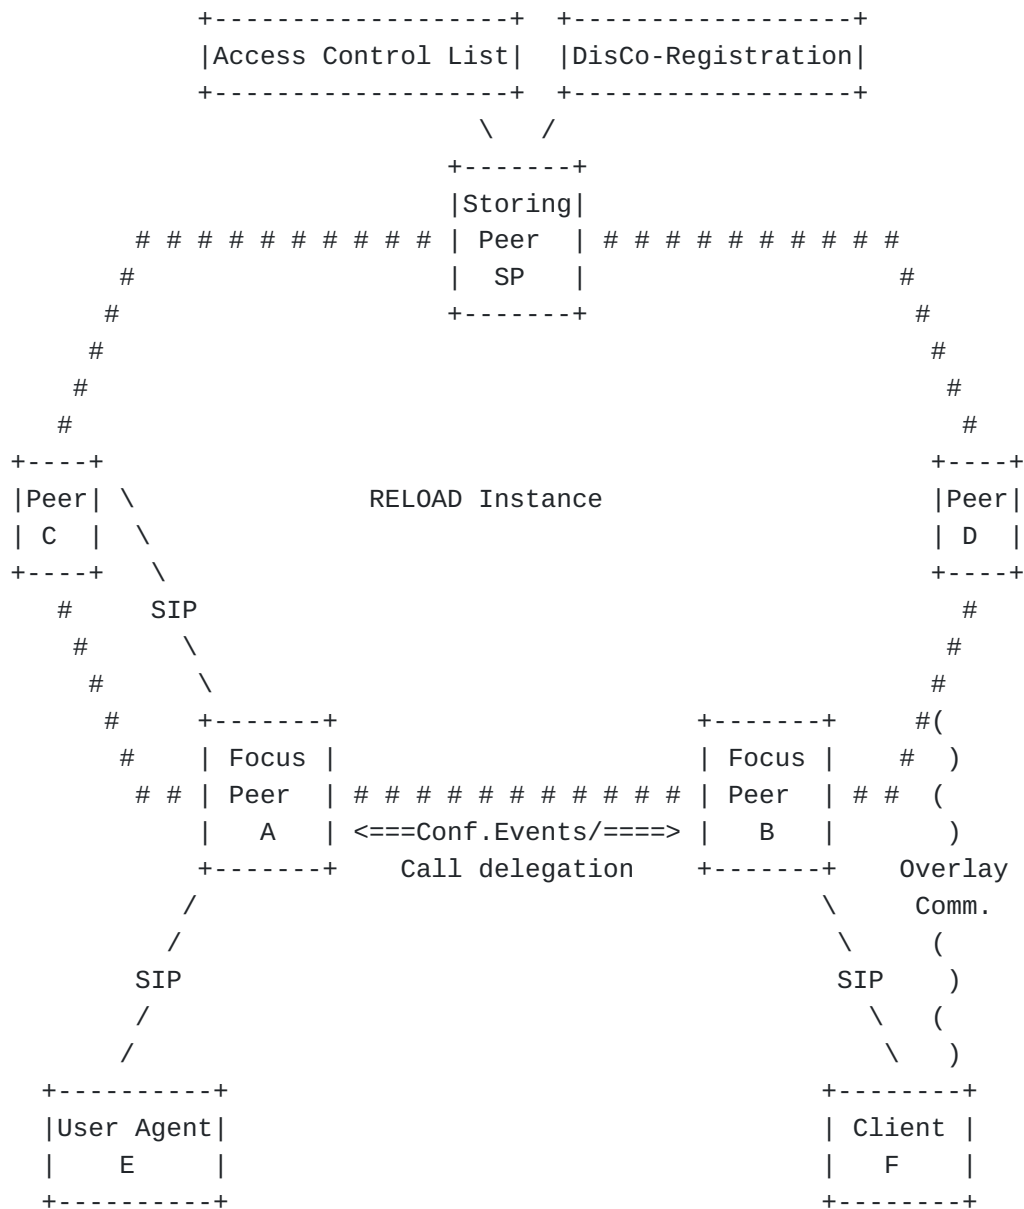 +-------------------+  +------------------+
|Access Control List|  |DisCo-Registration|
+-------------------+  +------------------+
\   /
+-------+
|Storing|
# # # # # # # # # # | Peer  | # # # # # # # # # #
#                    |  SP   |                    #
#                     +-------+                     #
#                                                     #
#                                                       #
#                                                         #
+----+                                                     +----+
|Peer| \               RELOAD Instance                     |Peer|
| C  |  \                                                  | D  |
+----+   \                                                 +----+
#     SIP                                                 #
#      \                                                #
#      \                                              #
#     +-------+                       +-------+     #(
#    | Focus |                       | Focus |    #  )
# # | Peer  | # # # # # # # # # # # | Peer  | # #  (
|   A   | <===Conf.Events/====> |   B   |       )
+-------+    Call delegation    +-------+    Overlay
/                                        \     Comm.
/                                          \     (
SIP                                          SIP    )
/                                               \   (
/                                                 \   )
+----------+                                      +--------+
|User Agent|                                      | Client |
|    E     |                                      |   F    |
+----------+                                      +--------+